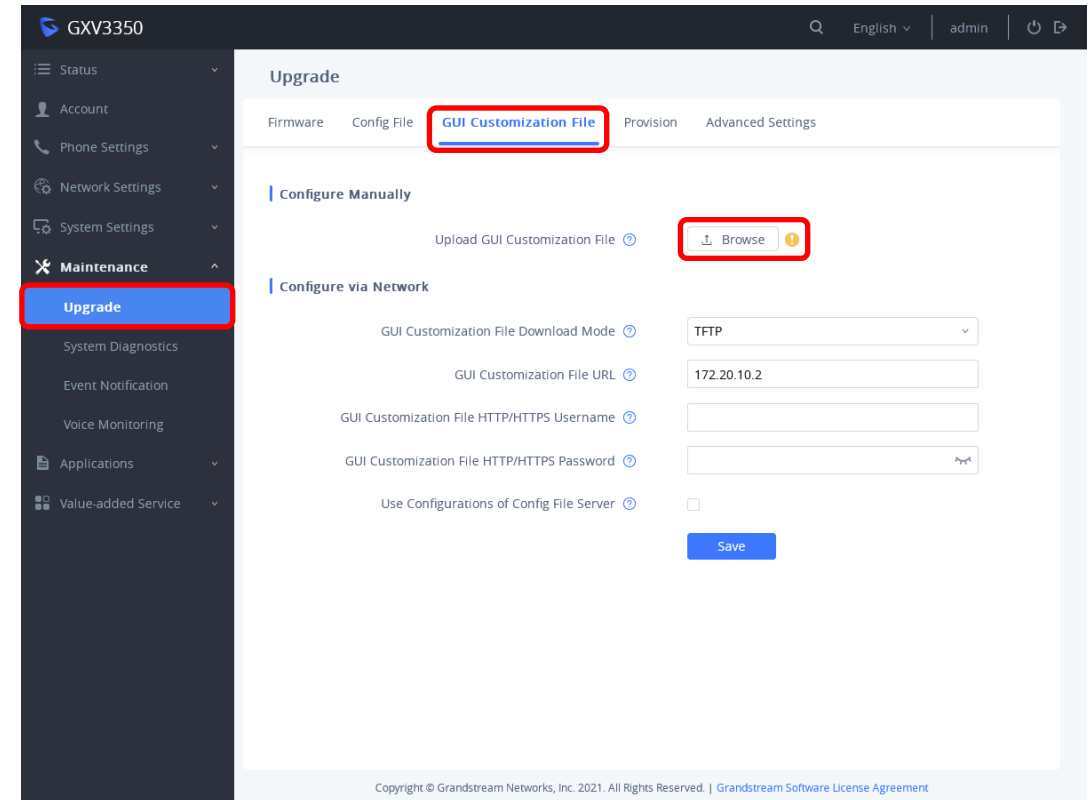 GXV3350
English
admin
Status
Account
Phone Settings
Network Settings
System Settings
Maintenance
Upgrade
System Diagnostics
Event Notification
Voice Monitoring
Applications
Value-added Service
Upgrade
Firmware Config File GUI Customization File Provision Advanced Settings
Configure Manually
Upload GUI Customization File ? Browse !
Configure via Network
GUI Customization File Download Mode ? TFTP
GUI Customization File URL ? 172.20.10.2
GUI Customization File HTTP/HTTPS Username ?
GUI Customization File HTTP/HTTPS Password ?
Use Configurations of Config File Server ?
Save
Copyright © Grandstream Networks, Inc. 2021. All Rights Reserved. | Grandstream Software License Agreement